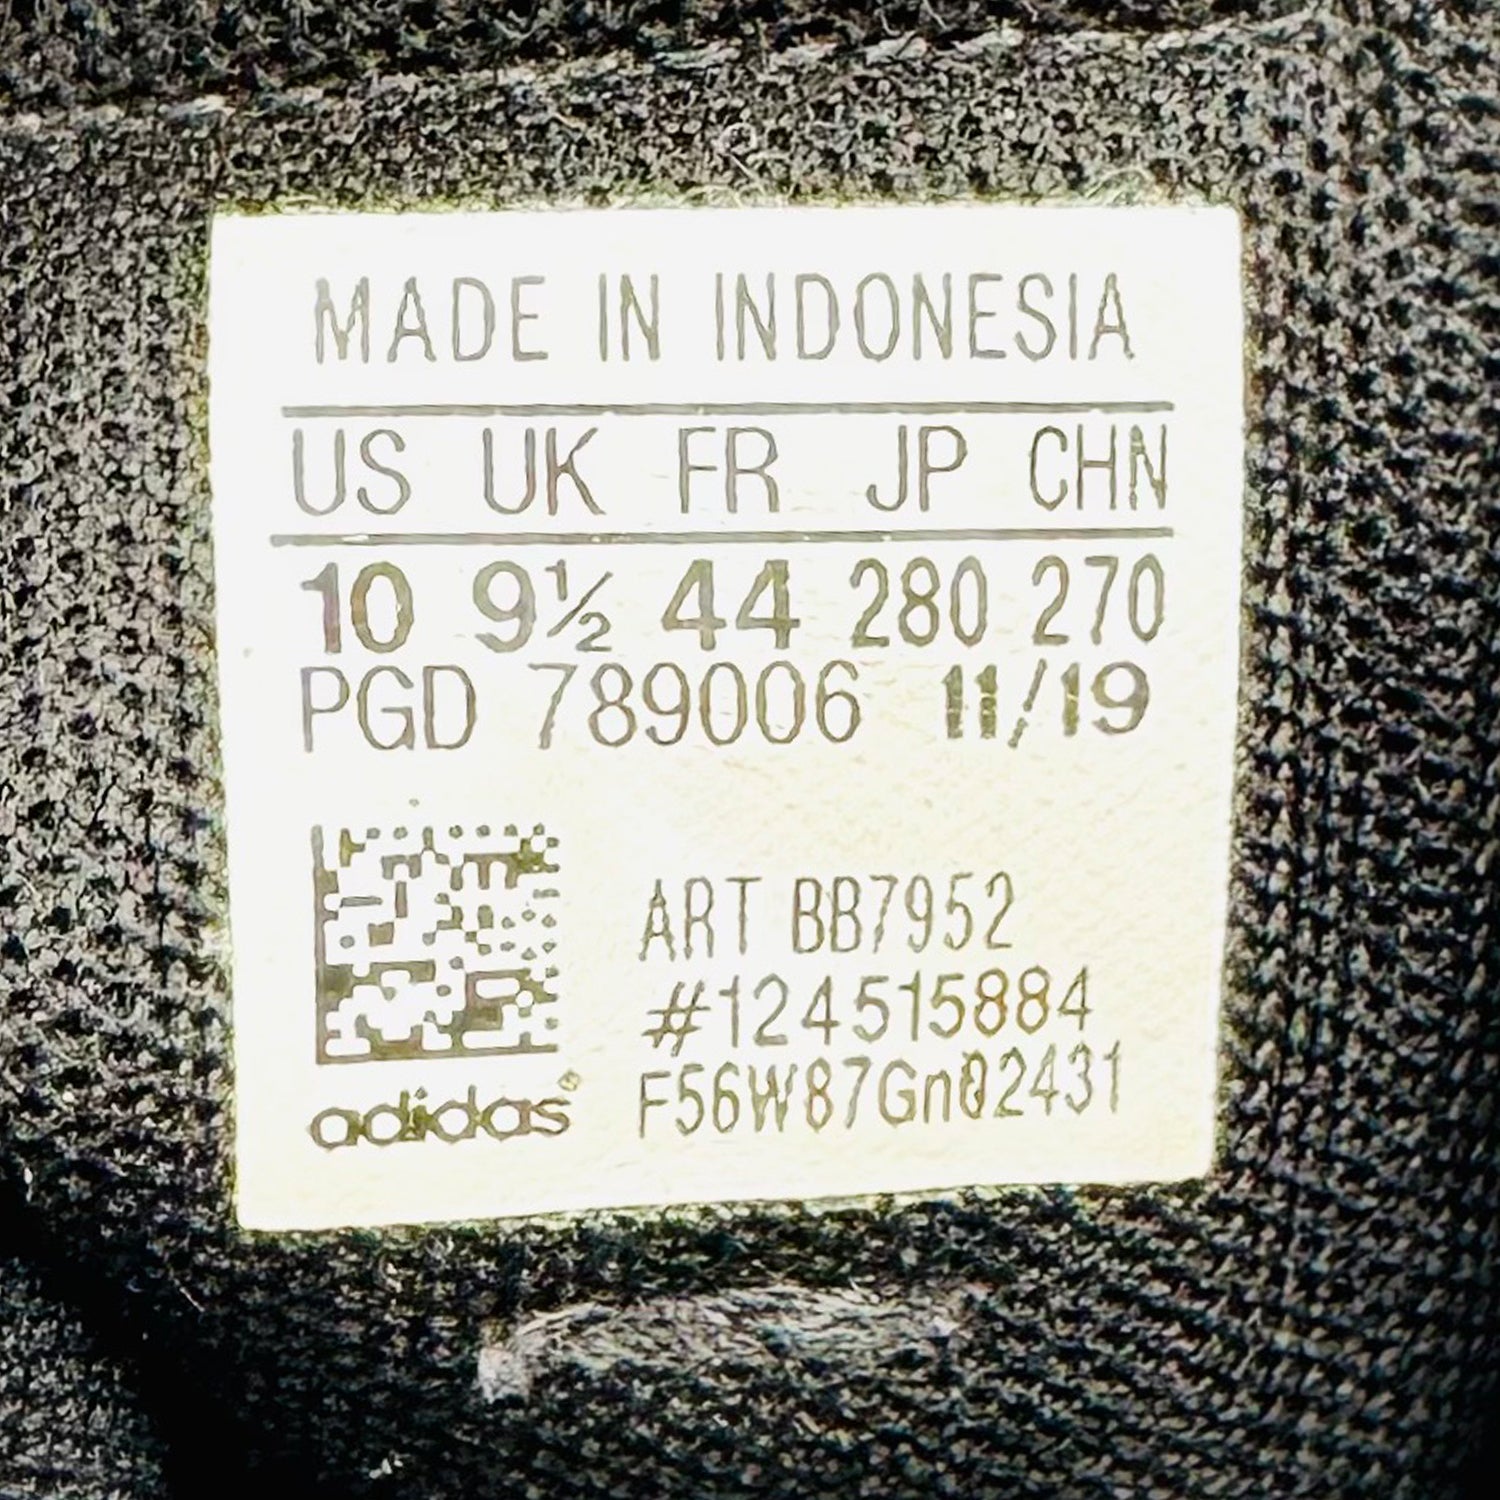 MADE IN INDONESIA
US UK FR JP CHN
10 9½ 44 280 270
PGD 789006 11/19
ART BB7952
#124515884
F56W87Gn02431
adidas